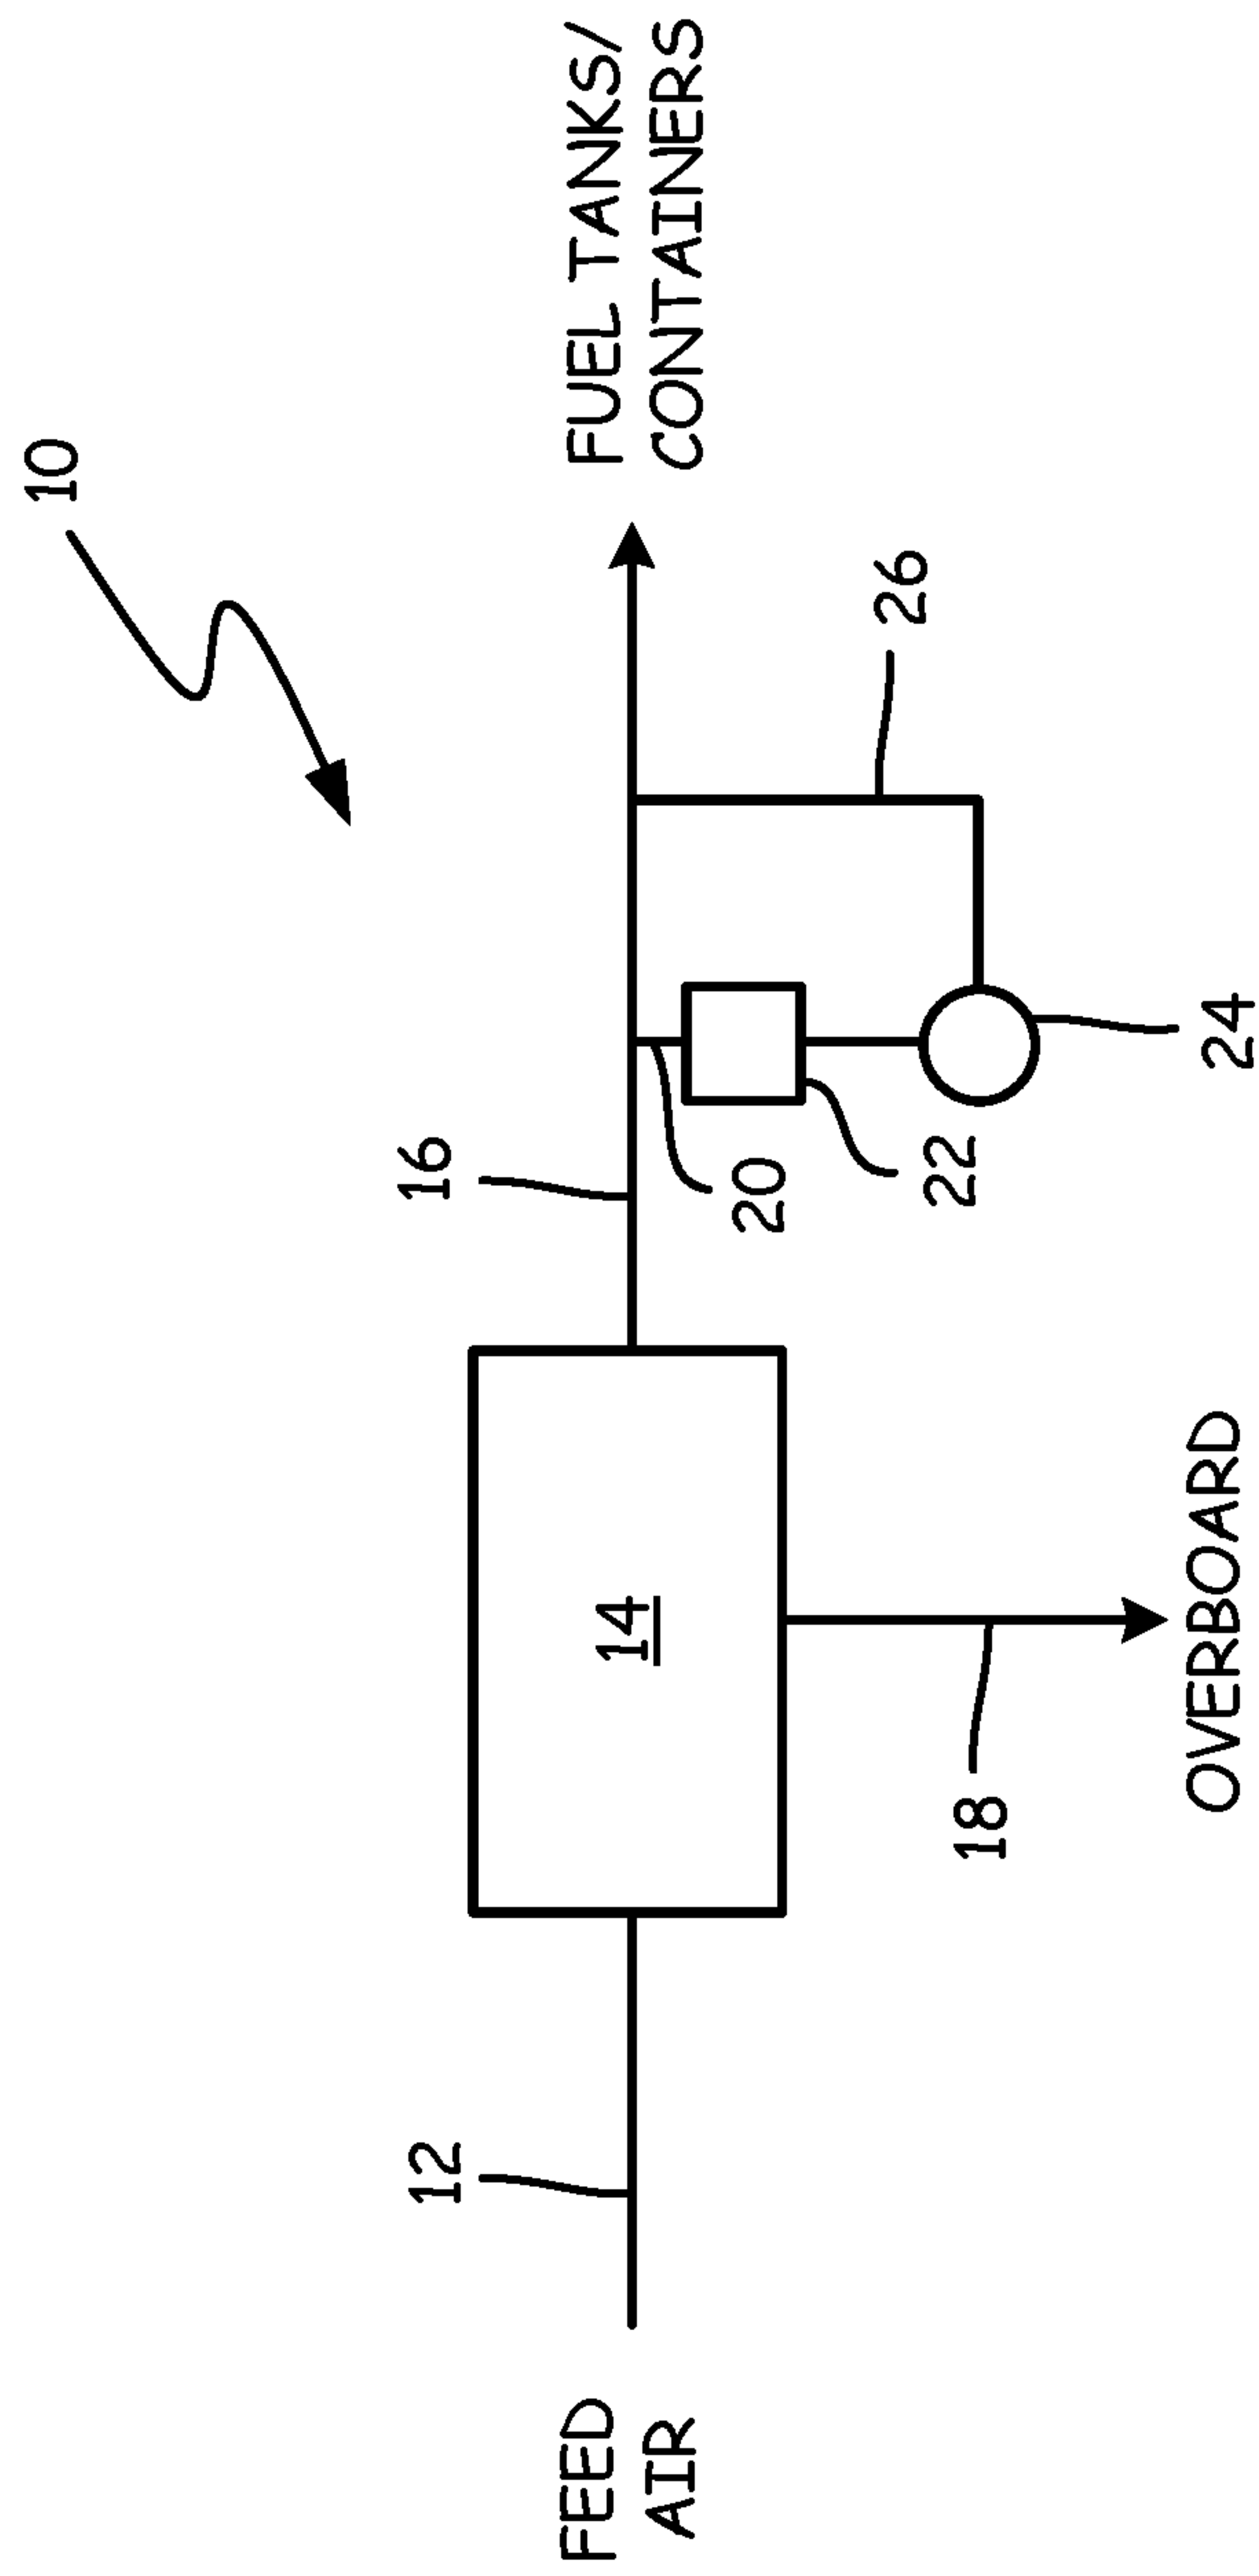 10
FUEL TANKS/
CONTAINERS
12
16
26
14
20
22
24
18
FEED
AIR
OVERBOARD